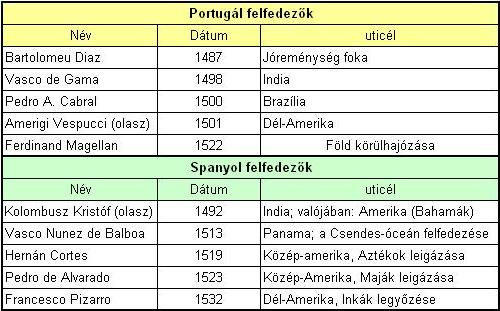 Portugál felfedezők
Név Dátum uticél
Bartolomeu Diaz 1487 Jóreménység foka
Vasco de Gama 1498 India
Pedro A. Cabral 1500 Brazília
Amerigi Vespucci (olasz) 1501 Dél-Amerika
Ferdinand Magellan 1522 Föld körülhajózása
Spanyol felfedezők
Név Dátum uticél
Kolombusz Kristóf (olasz) 1492 India; valójában: Amerika (Bahamák)
Vasco Nunez de Balboa 1513 Panama; a Csendes-óceán felfedezése
Hernán Cortes 1519 Közép-amerika, Aztékok leigázása
Pedro de Alvarado 1523 Közép-Amerika, Maják leigázása
Francesco Pizarro 1532 Dél-Amerika, Inkák legyőzése